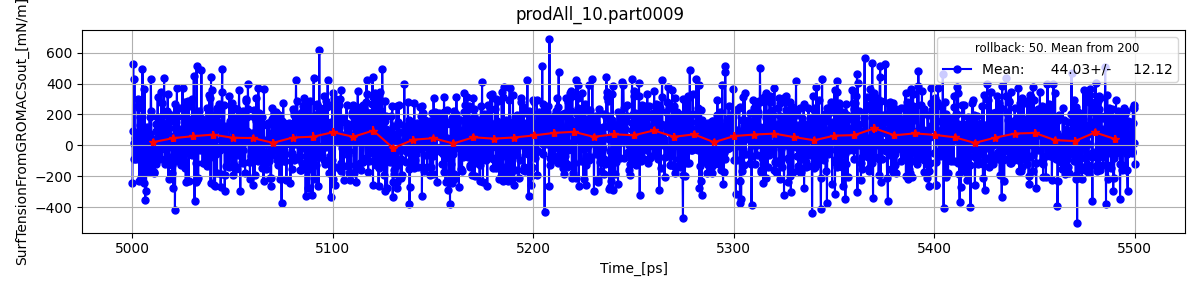 prodAll_10.part0009
SurfTensionFromGROMACSout_[mN/m]
600
400
200
0
−200
−400
rollback: 50. Mean from 200
Mean: 44.03+/- 12.12
5000 5100 5200 5300 5400 5500
Time_[ps]